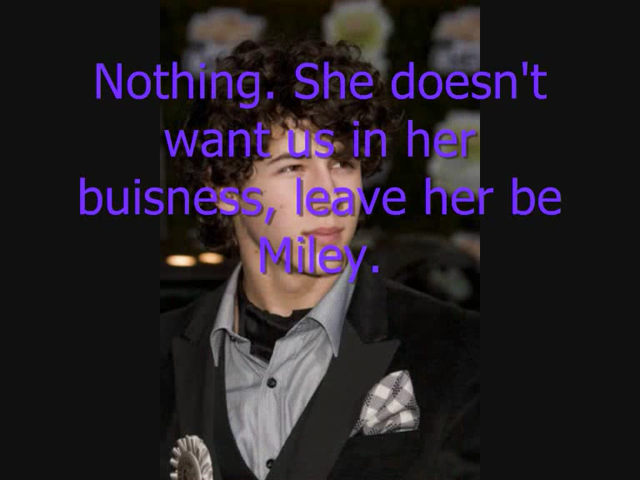 Nothing. She doesn't
want us in her
buisness, leave her be
Miley.